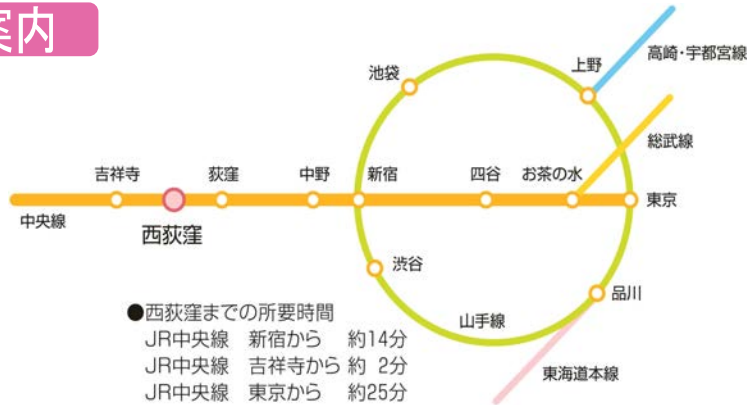 案内
高崎・宇都宮線
上野
池袋
総武線
吉祥寺
荻窪
中野
新宿
四谷
お茶の水
東京
中央線
西荻窪
渋谷
品川
山手線
東海道本線
●西荻窪までの所要時間
JR中央線 新宿から 約14分
JR中央線 吉祥寺から 約 2分
JR中央線 東京から 約25分